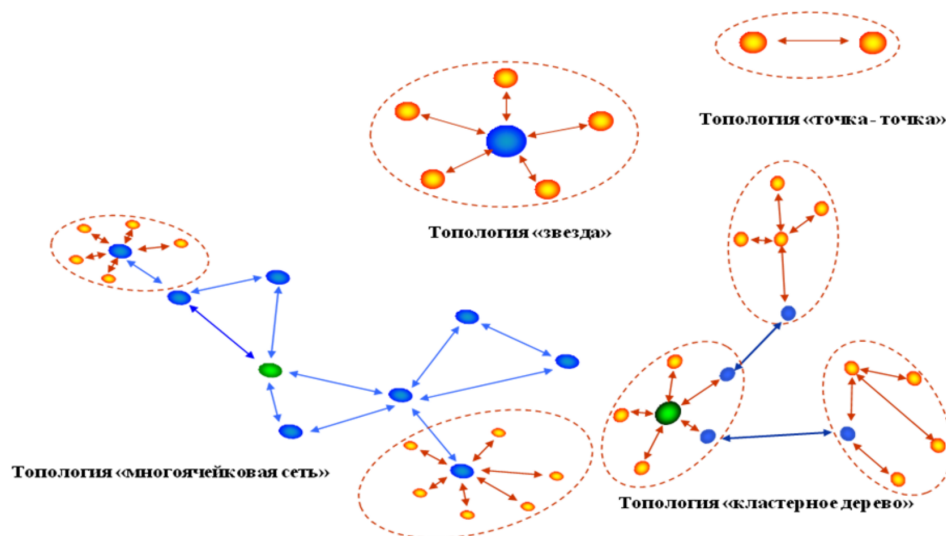 Топология «точка - точка»
Топология «звезда»
Топология «многоячейковая сеть»
Топология «кластерное дерево»